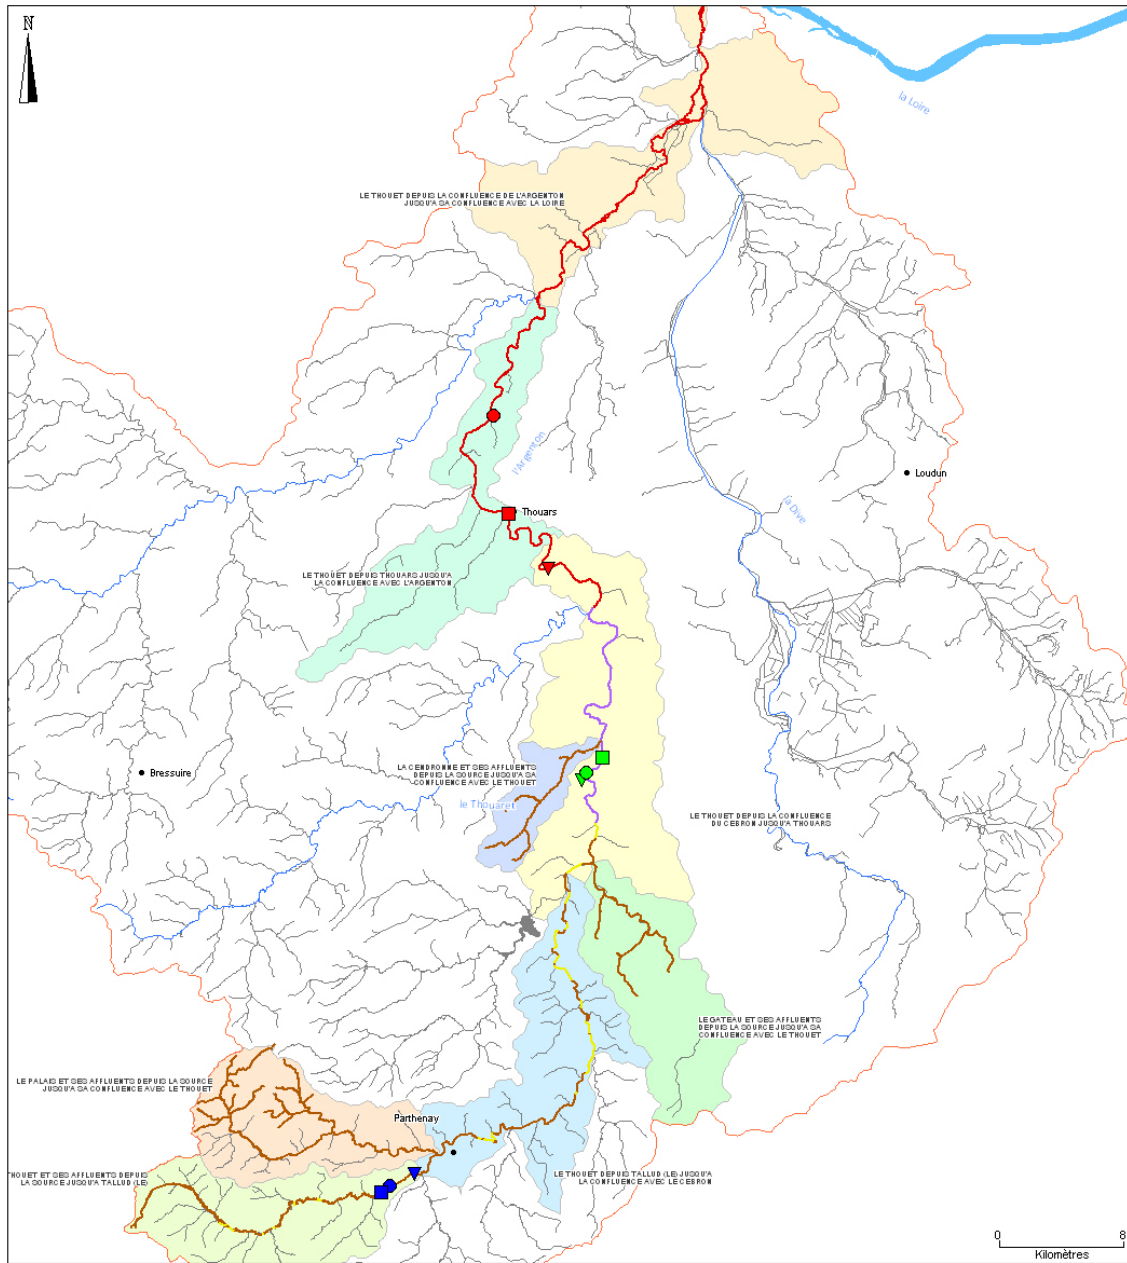 N
la Loire
LE THOUET DEPUIS LA CONFLUENCE DE L'ARGENTON
JUSQU'A SA CONFLUENCE AVEC LA LOIRE
l'Argenton
Loudun
la Dive
Thouars
LE THOUET DEPUIS THOUARS JUSQU'A
LA CONFLUENCE AVEC L'ARGENTON
Bressuire
LA CENDRONNE ET SES AFFLUENTS
DEPUIS LA SOURCE JUSQU'A SA
CONFLUENCE AVEC LE THOUET
le Thouaret
LE THOUET DEPUIS LA CONFLUENCE
DU CEBRON JUSQU'A THOUARS
LE GATEAU ET SES AFFLUENTS
DEPUIS LA SOURCE JUSQU'A SA
CONFLUENCE AVEC LE THOUET
LE PALAIS ET SES AFFLUENTS DEPUIS LA SOURCE
JUSQU'A SA CONFLUENCE AVEC LE THOUET
Parthenay
THOUET ET SES AFFLUENTS DEPUIS
LA SOURCE JUSQU'A TALLUD (LE)
LE THOUET DEPUIS TALLUD (LE) JUSQU'A
LA CONFLUENCE AVEC LE CEBRON
0 8
Kilomètres